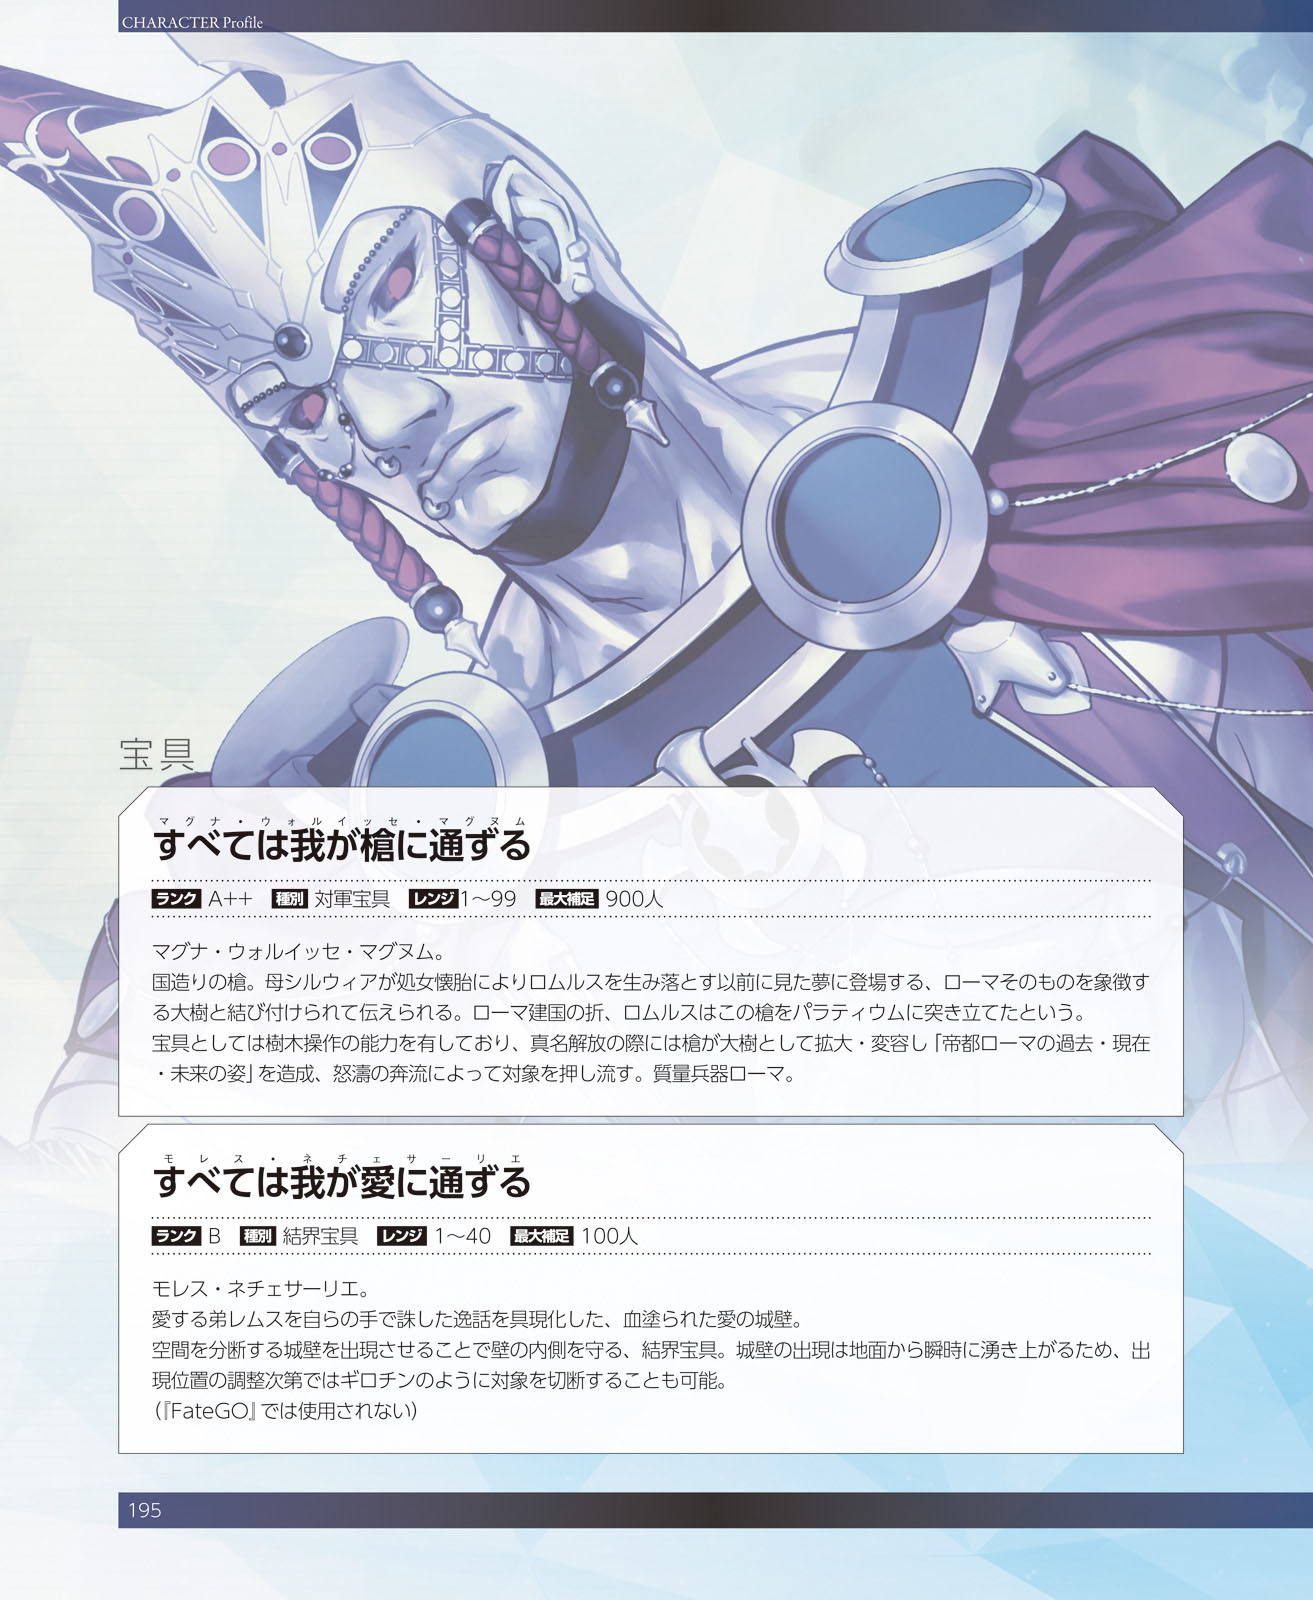 CHARACTER Profile
宝具
マグナ・ウォルイッセ・マグヌム
すべては我が槍に通ずる
ランク A++ 種別 対軍宝具 レンジ 1～99 最大補足 900人
マグナ・ウォルイッセ・マグヌム。
国造りの槍。母シルウィアが処女懐胎によりロムルスを生み落とす以前に見た夢に登場する、ローマそのものを象徴す
る大樹と結び付けられて伝えられる。ローマ建国の折、ロムルスはこの槍をパラティウムに突き立てたという。
宝具としては樹木操作の能力を有しており、真名解放の際には槍が大樹として拡大・変容し「帝都ローマの過去・現在
・未来の姿」を造成、怒濤の奔流によって対象を押し流す。質量兵器ローマ。
モレス・ネチェサーリエ
すべては我が愛に通ずる
ランク B 種別 結界宝具 レンジ 1～40 最大補足 100人
モレス・ネチェサーリエ。
愛する弟レムスを自らの手で誅した逸話を具現化した、血塗られた愛の城壁。
空間を分断する城壁を出現させることで壁の内側を守る、結界宝具。城壁の出現は地面から瞬時に湧き上がるため、出
現位置の調整次第ではギロチンのように対象を切断することも可能。
（『FateGO』では使用されない）
195